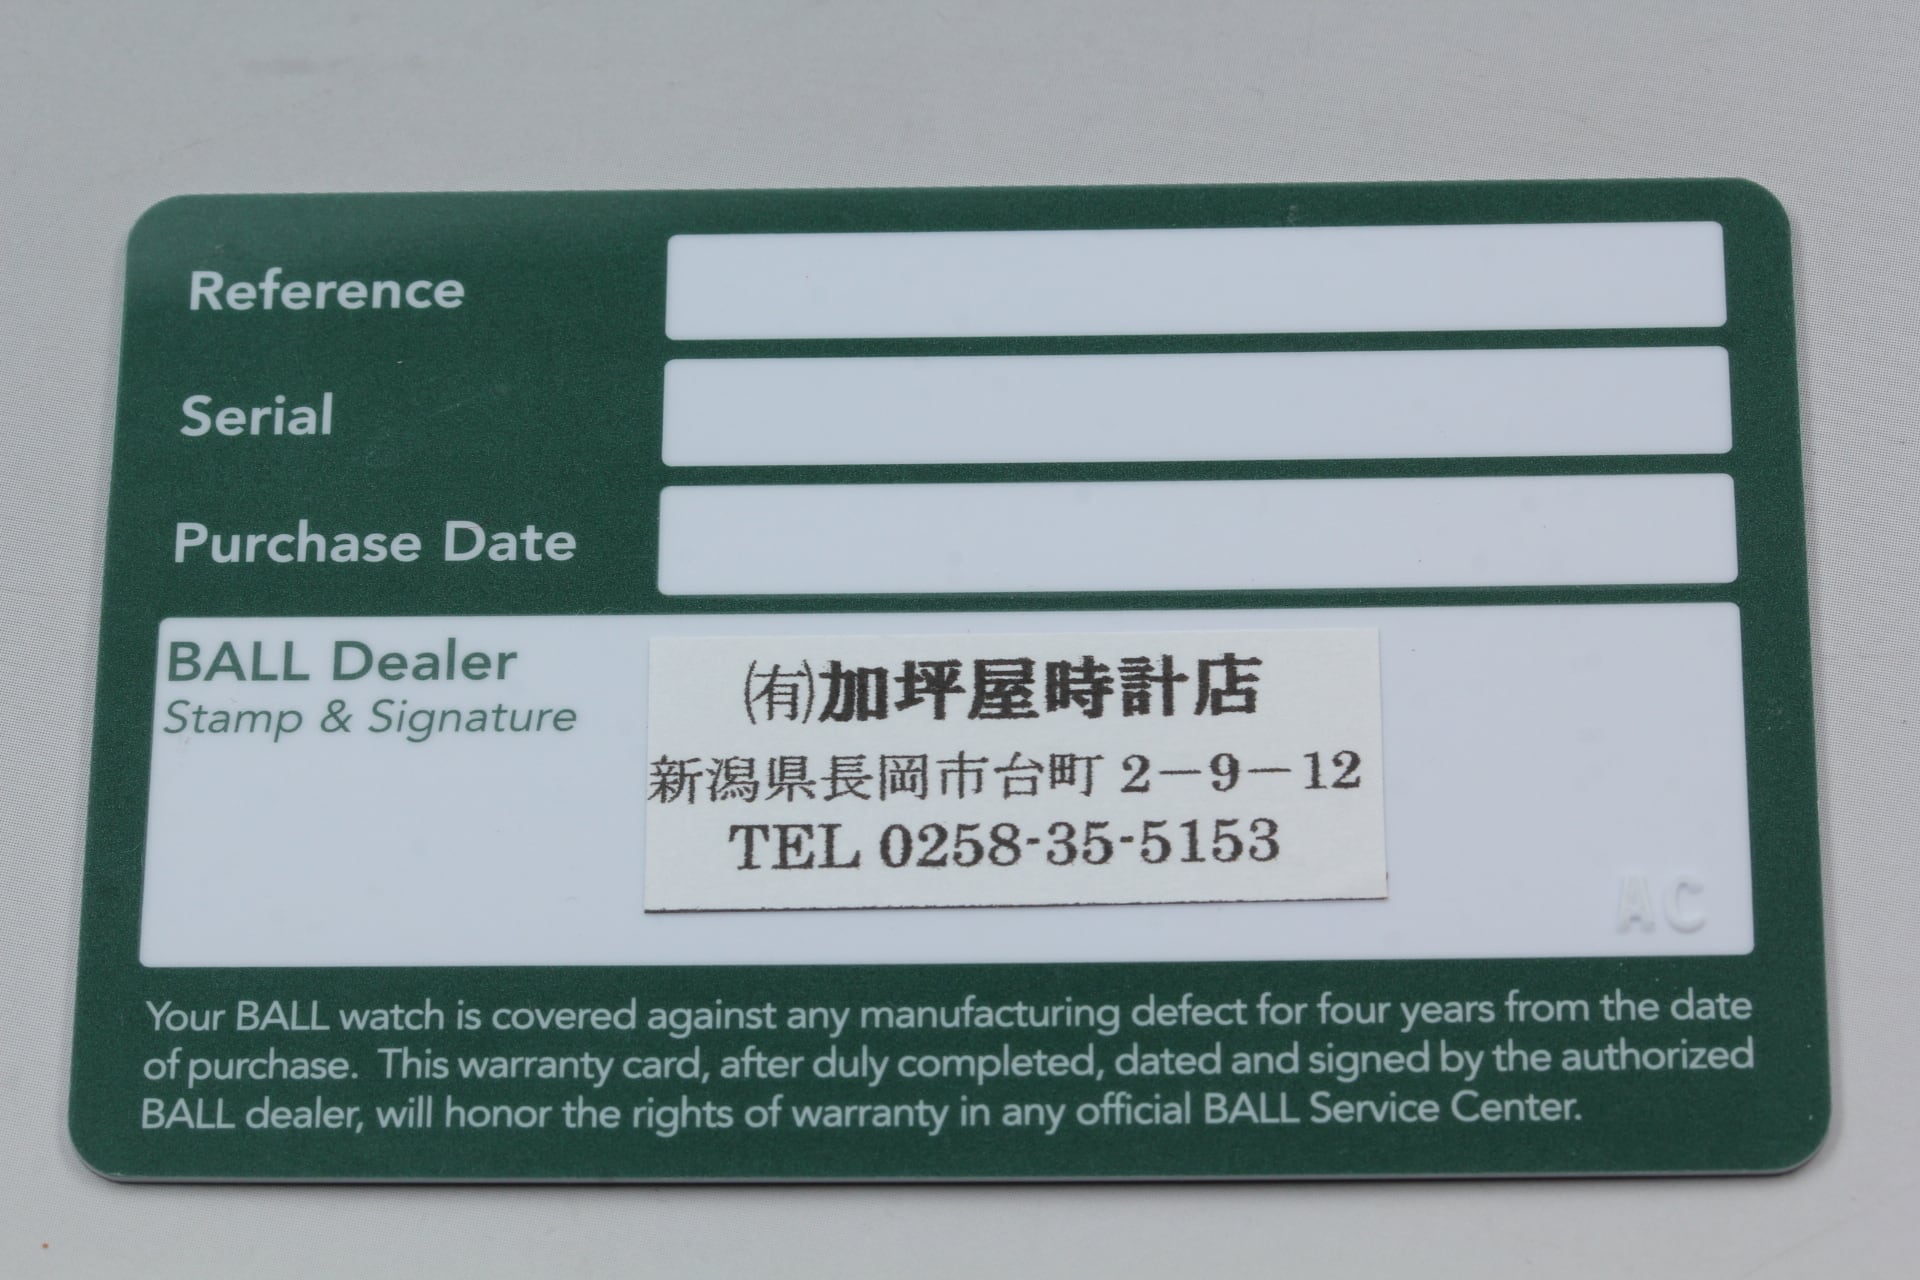 Reference
Serial
Purchase Date
BALL Dealer
Stamp & Signature
㈲加坪屋時計店
新潟県長岡市台町2－9－12
TEL 0258-35-5153
AC
Your BALL watch is covered against any manufacturing defect for four years from the date
of purchase. This warranty card, after duly completed, dated and signed by the authorized
BALL dealer, will honor the rights of warranty in any official BALL Service Center.